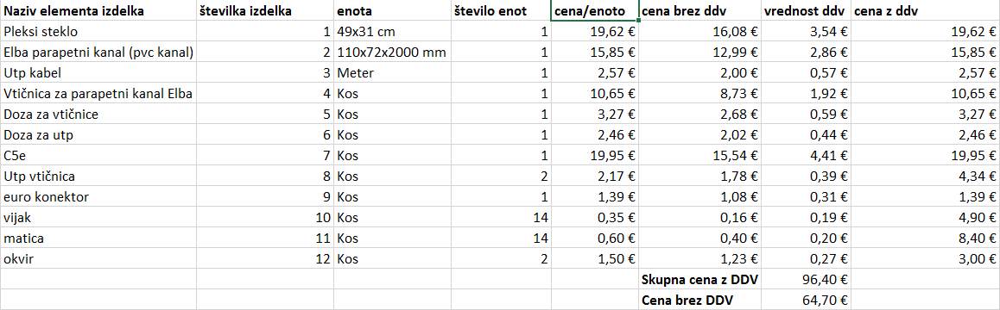 Naziv elementa izdelka številka izdelka enota število enot cena/enoto cena brez ddv vrednost ddv cena z ddv
Pleksi steklo 1 49x31 cm 1 19,62 € 16,08 € 3,54 € 19,62 €
Elba parapetni kanal (pvc kanal) 2 110x72x2000 mm 1 15,85 € 12,99 € 2,86 € 15,85 €
Utp kabel 3 Meter 1 2,57 € 2,00 € 0,57 € 2,57 €
Vtičnica za parapetni kanal Elba 4 Kos 1 10,65 € 8,73 € 1,92 € 10,65 €
Doza za vtičnice 5 Kos 1 3,27 € 2,68 € 0,59 € 3,27 €
Doza za utp 6 Kos 1 2,46 € 2,02 € 0,44 € 2,46 €
C5e 7 Kos 1 19,95 € 15,54 € 4,41 € 19,95 €
Utp vtičnica 8 Kos 2 2,17 € 1,78 € 0,39 € 4,34 €
euro konektor 9 Kos 1 1,39 € 1,08 € 0,31 € 1,39 €
vijak 10 Kos 14 0,35 € 0,16 € 0,19 € 4,90 €
matica 11 Kos 14 0,60 € 0,40 € 0,20 € 8,40 €
okvir 12 Kos 2 1,50 € 1,23 € 0,27 € 3,00 €
Skupna cena z DDV 96,40 €
Cena brez DDV 64,70 €